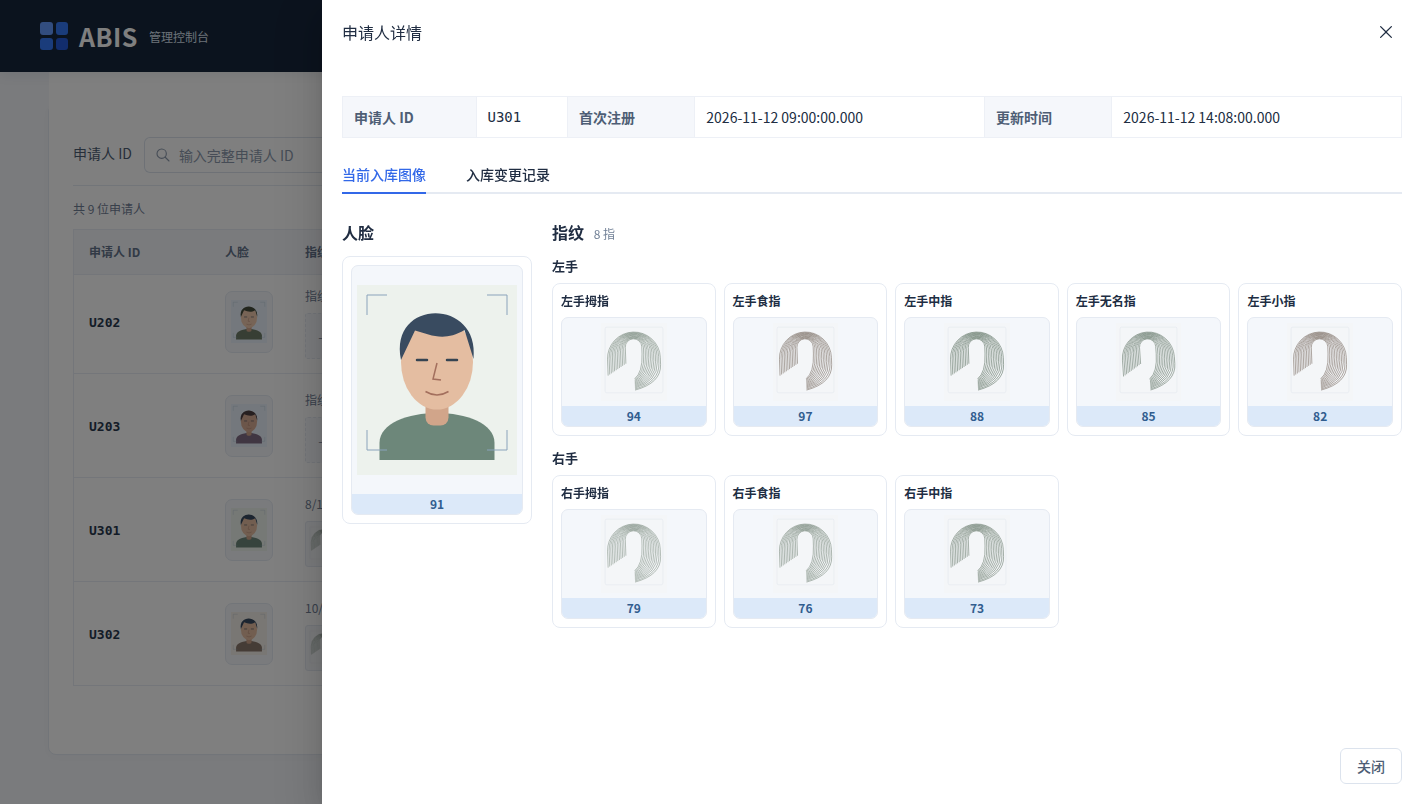 ABIS 管理控制台
申请人 ID 输入完整申请人 ID
共 9 位申请人
申请人 ID 人脸
U202
U203
U301 8/1
U302 10/
申请人详情
申请人 ID U301 首次注册 2026-11-12 09:00:00.000 更新时间 2026-11-12 14:08:00.000
当前入库图像 入库变更记录
人脸
91
指纹 8 指
左手
左手拇指 左手食指 左手中指 左手无名指 左手小指
94 97 88 85 82
右手
右手拇指 右手食指 右手中指
79 76 73
关闭